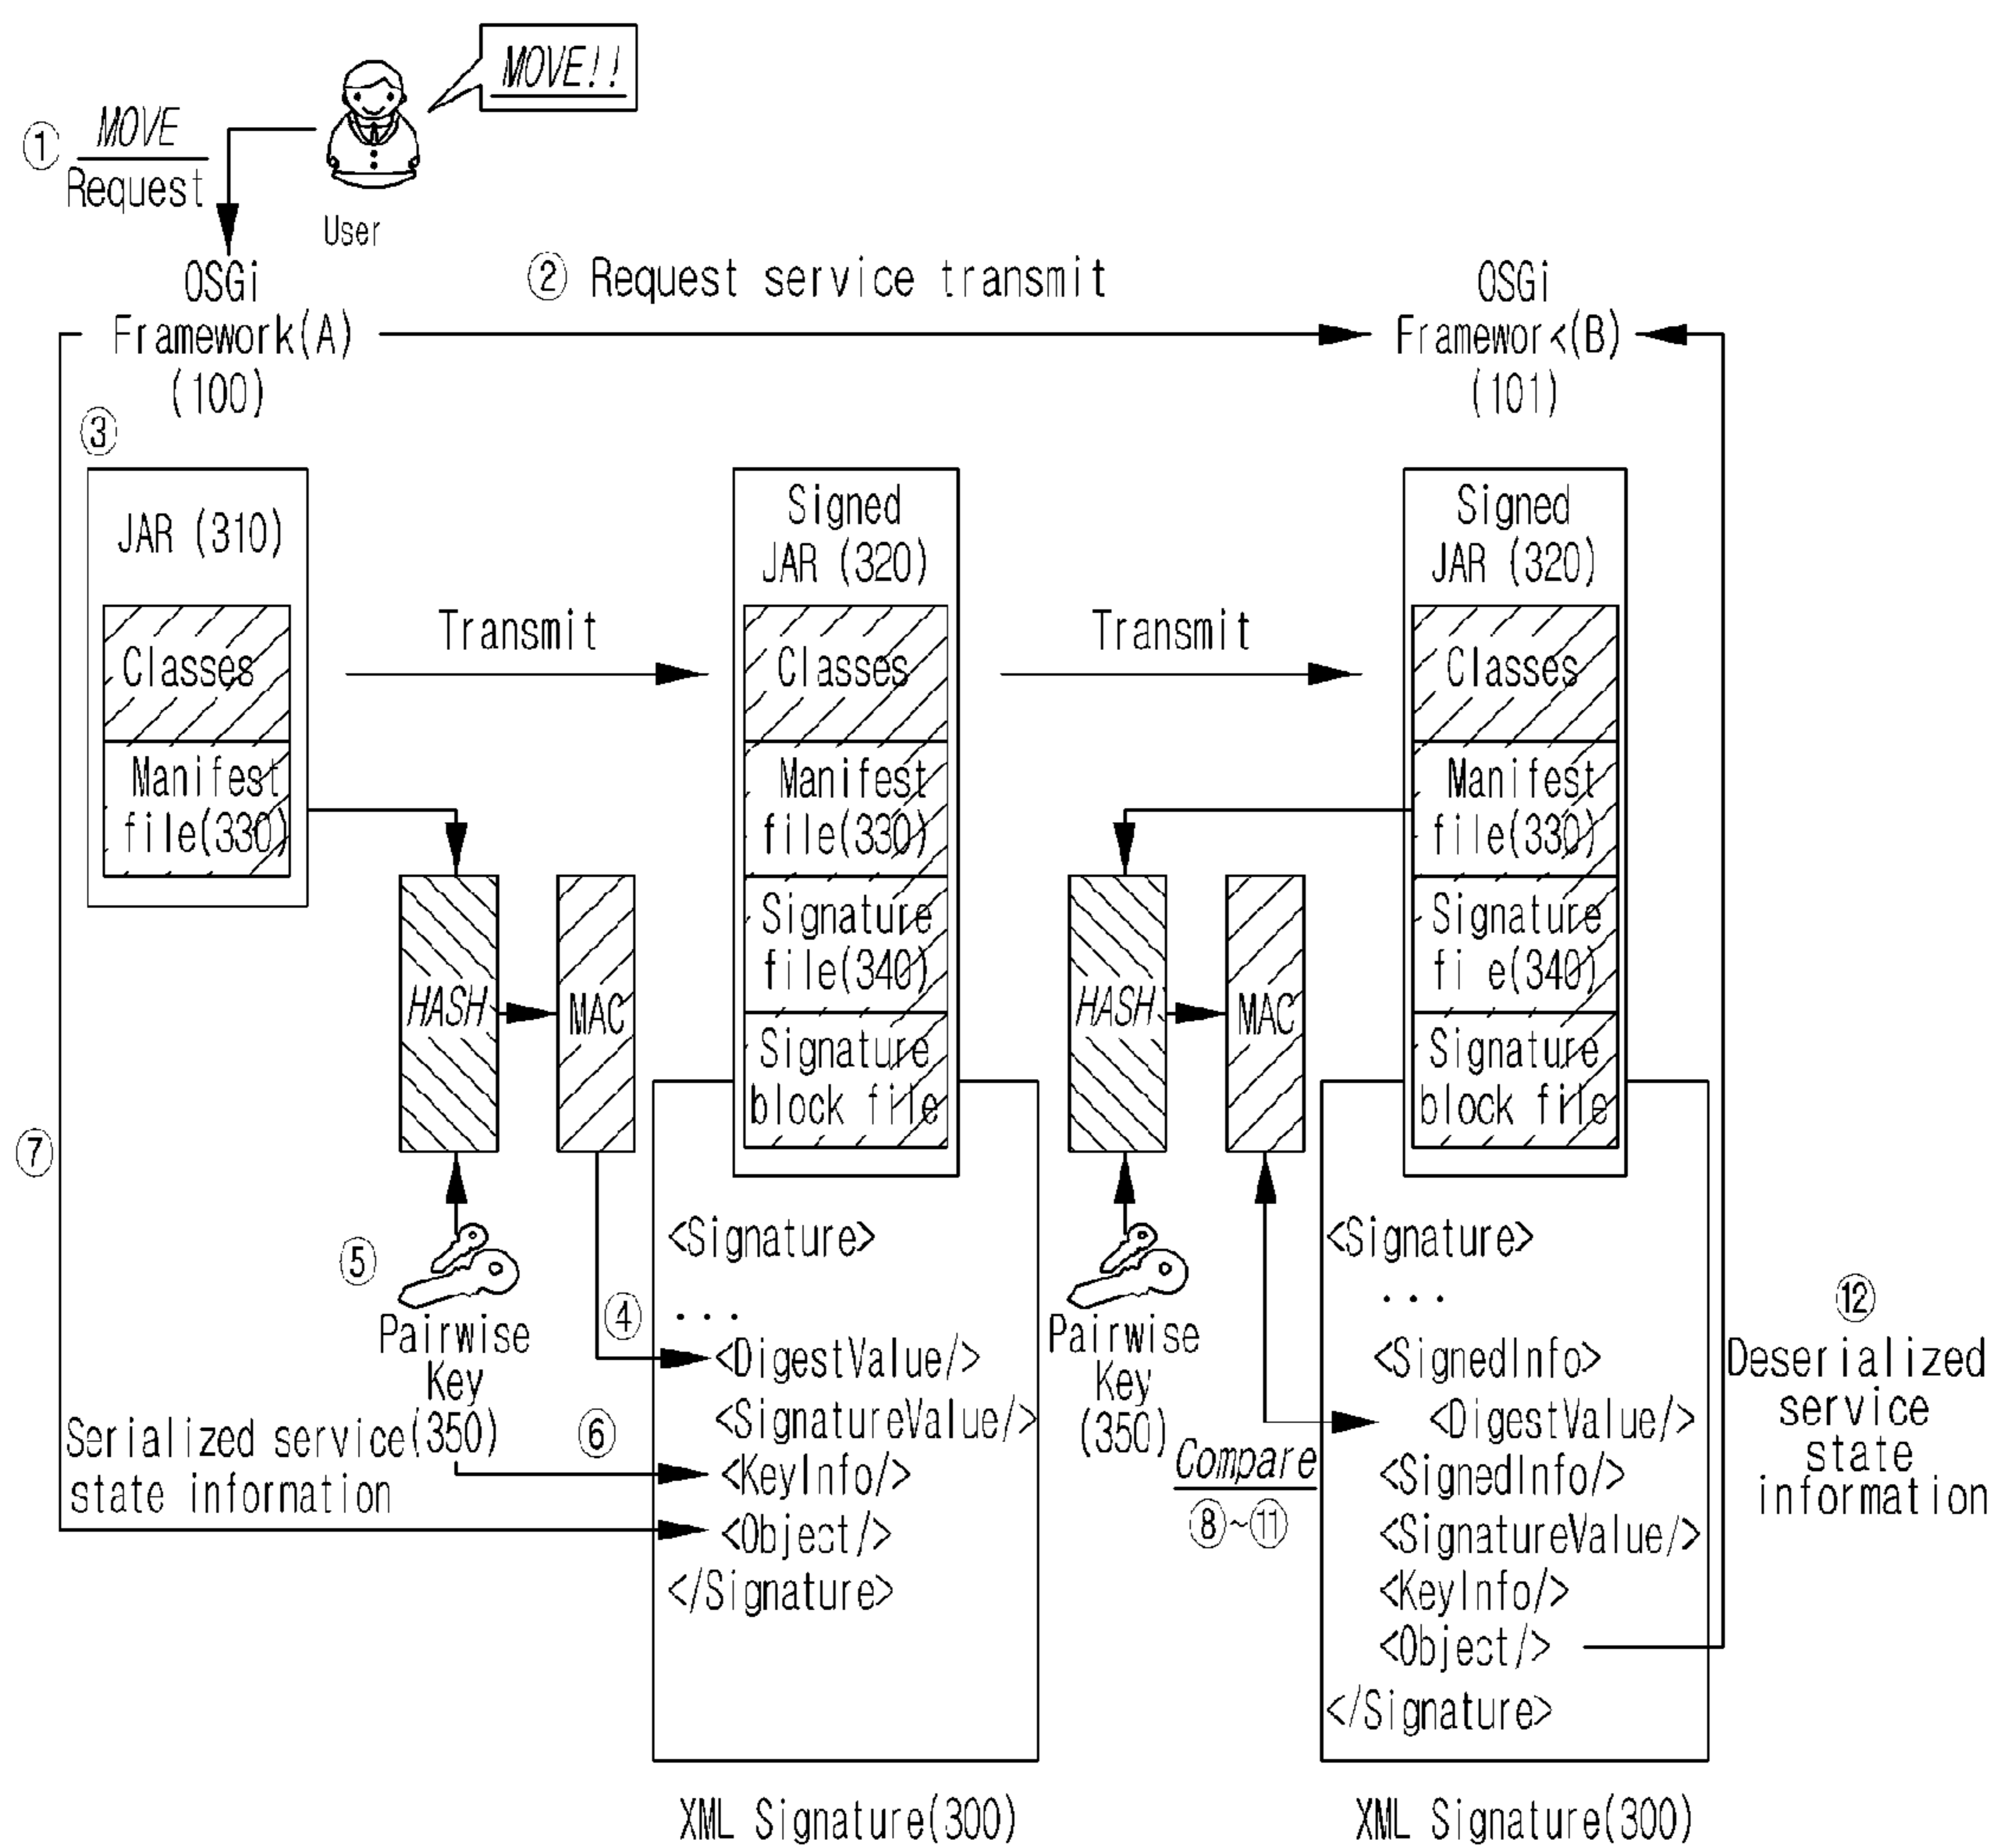 MOVE!!
① MOVE
Request
User
② Request service transmit
OSGi
Framework(A)
(100)
OSGi
Framewor<(B)
(101)
③
JAR (310)
Classes
Manifest
file(330)
Transmit
Signed
JAR (320)
Classes
Manifest
file(330)
Signature
file(340)
Signature
block file
Transmit
Signed
JAR (320)
Classes
Manifest
file(330)
Signature
fi e(340)
Signature
block file
HASH
MAC
HASH
MAC
⑦
⑤
Pairwise
Key
(350)
④
⑥
Serialized service
state information
<Signature>
...
<DigestValue/>
<SignatureValue/>
<KeyInfo/>
<Object/>
</Signature>
Pairwise
Key
(350)
Compare
⑧~⑪
<Signature>
...
<SignedInfo>
<DigestValue/>
<SignedInfo/>
<SignatureValue/>
<KeyInfo/>
<Object/>
</Signature>
⑫
Deserialized
service
state
information
XML Signature(300)
XML Signature(300)